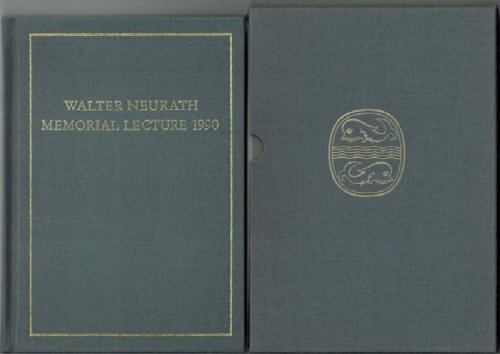 WALTER NEURATH
MEMORIAL LECTURE 1990